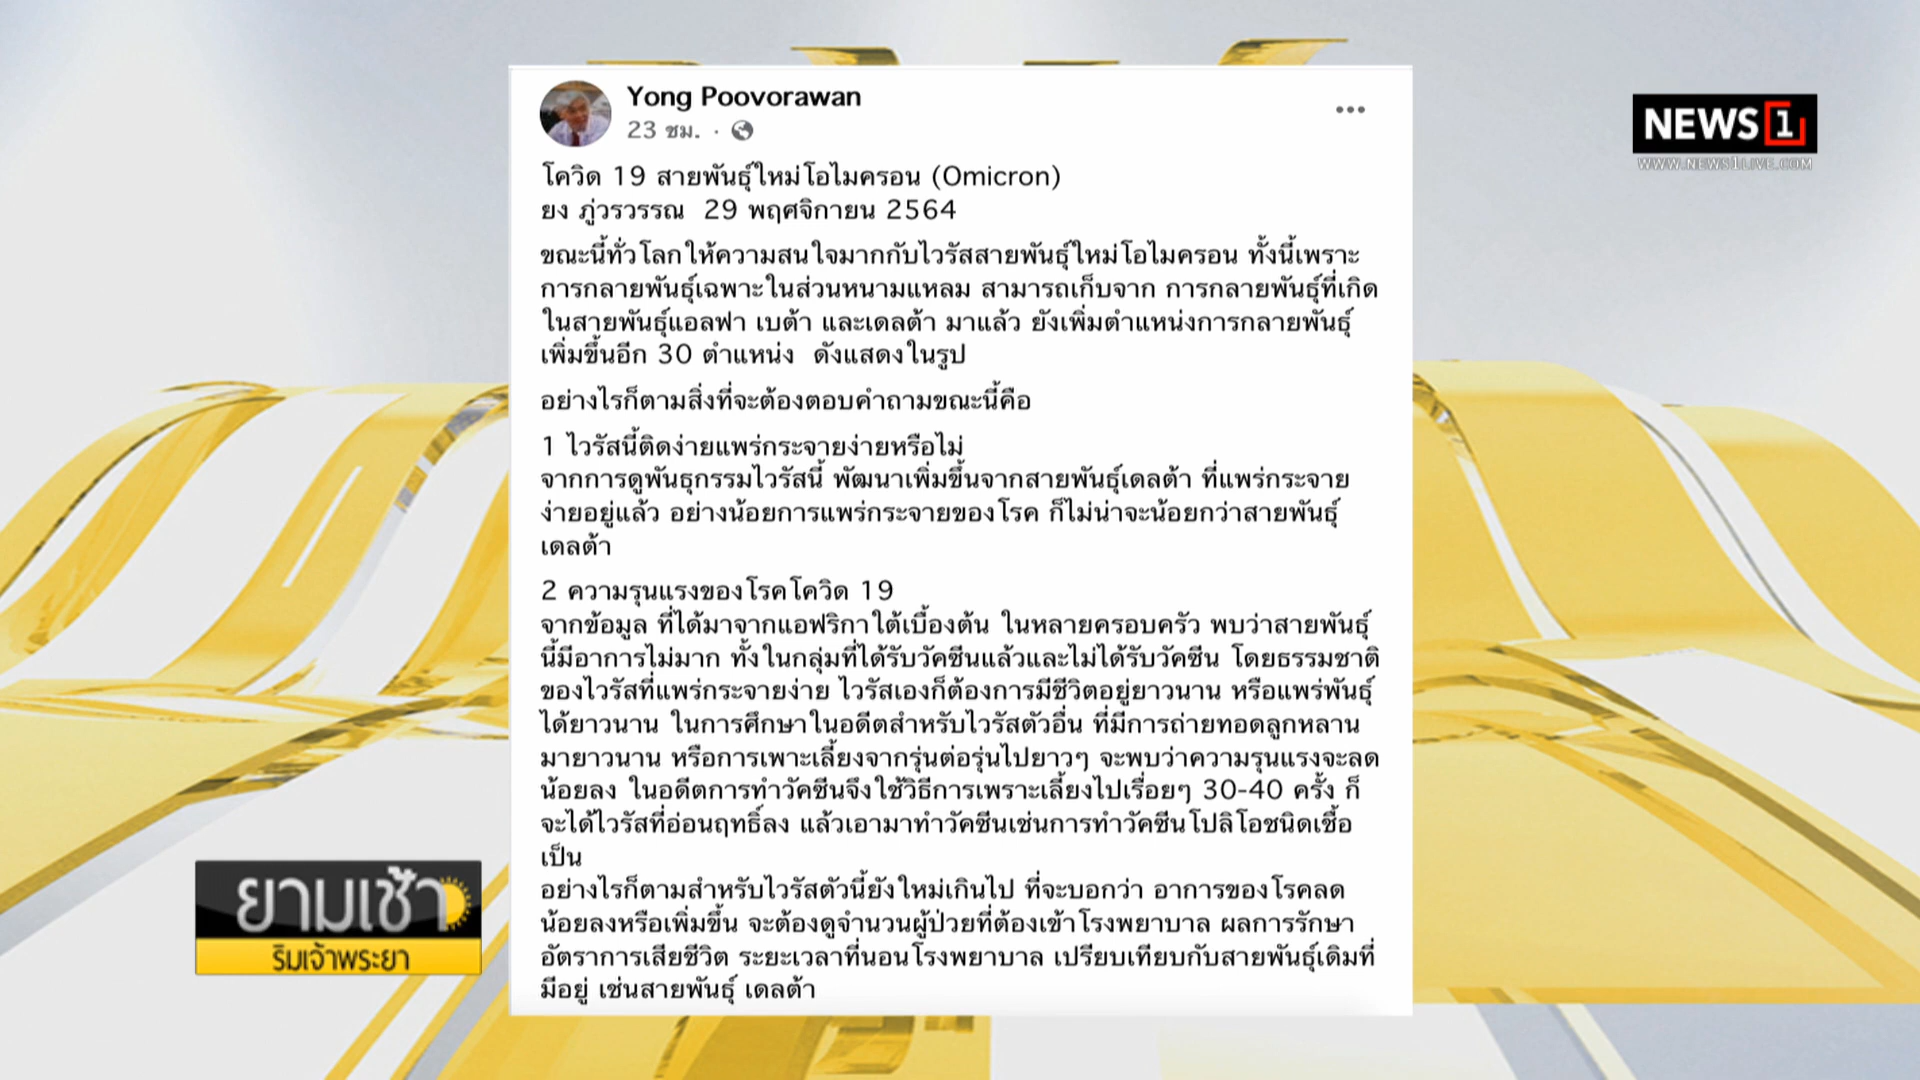 Yong Poovorawan
23 ชม. ·
NEWS 1
WWW.NEWS1LIVE.COM
โควิด 19 สายพันธุ์ใหม่โอไมครอน (Omicron)
ยง ภู่วรวรรณ 29 พฤศจิกายน 2564
ขณะนี้ทั่วโลกให้ความสนใจมากกับไวรัสสายพันธุ์ใหม่โอไมครอน ทั้งนี้เพราะ
การกลายพันธุ์เฉพาะในส่วนหนามแหลม สามารถเก็บจาก การกลายพันธุ์ที่เกิด
ในสายพันธุ์แอลฟา เบต้า และเดลต้า มาแล้ว ยังเพิ่มตำแหน่งการกลายพันธุ์
เพิ่มขึ้นอีก 30 ตำแหน่ง ดังแสดงในรูป
อย่างไรก็ตามสิ่งที่จะต้องตอบคำถามขณะนี้คือ
1 ไวรัสนี้ติดง่ายแพร่กระจายง่ายหรือไม่
จากการดูพันธุกรรมไวรัสนี้ พัฒนาเพิ่มขึ้นจากสายพันธุ์เดลต้า ที่แพร่กระจาย
ง่ายอยู่แล้ว อย่างน้อยการแพร่กระจายของโรค ก็ไม่น่าจะน้อยกว่าสายพันธุ์
เดลต้า
2 ความรุนแรงของโรคโควิด 19
จากข้อมูล ที่ได้มาจากแอฟริกาใต้เบื้องต้น ในหลายครอบครัว พบว่าสายพันธุ์
นี้มีอาการไม่มาก ทั้งในกลุ่มที่ได้รับวัคซีนแล้วและไม่ได้รับวัคซีน โดยธรรมชาติ
ของไวรัสที่แพร่กระจายง่าย ไวรัสเองก็ต้องการมีชีวิตอยู่ยาวนาน หรือแพร่พันธุ์
ได้ยาวนาน ในการศึกษาในอดีตสำหรับไวรัสตัวอื่น ที่มีการถ่ายทอดลูกหลาน
มายาวนาน หรือการเพาะเลี้ยงจากรุ่นต่อรุ่นไปยาวๆ จะพบว่าความรุนแรงจะลด
น้อยลง ในอดีตการทำวัคซีนจึงใช้วิธีการเพราะเลี้ยงไปเรื่อยๆ 30-40 ครั้ง ก็
จะได้ไวรัสที่อ่อนฤทธิ์ลง แล้วเอามาทำวัคซีนเช่นการทำวัคซีนโปลิโอชนิดเชื้อ
เป็น
อย่างไรก็ตามสำหรับไวรัสตัวนี้ยังใหม่เกินไป ที่จะบอกว่า อาการของโรคลด
น้อยลงหรือเพิ่มขึ้น จะต้องดูจำนวนผู้ป่วยที่ต้องเข้าโรงพยาบาล ผลการรักษา
อัตราการเสียชีวิต ระยะเวลาที่นอนโรงพยาบาล เปรียบเทียบกับสายพันธุ์เดิมที่
มีอยู่ เช่นสายพันธุ์ เดลต้า
ยามเช้า
ริมเจ้าพระยา